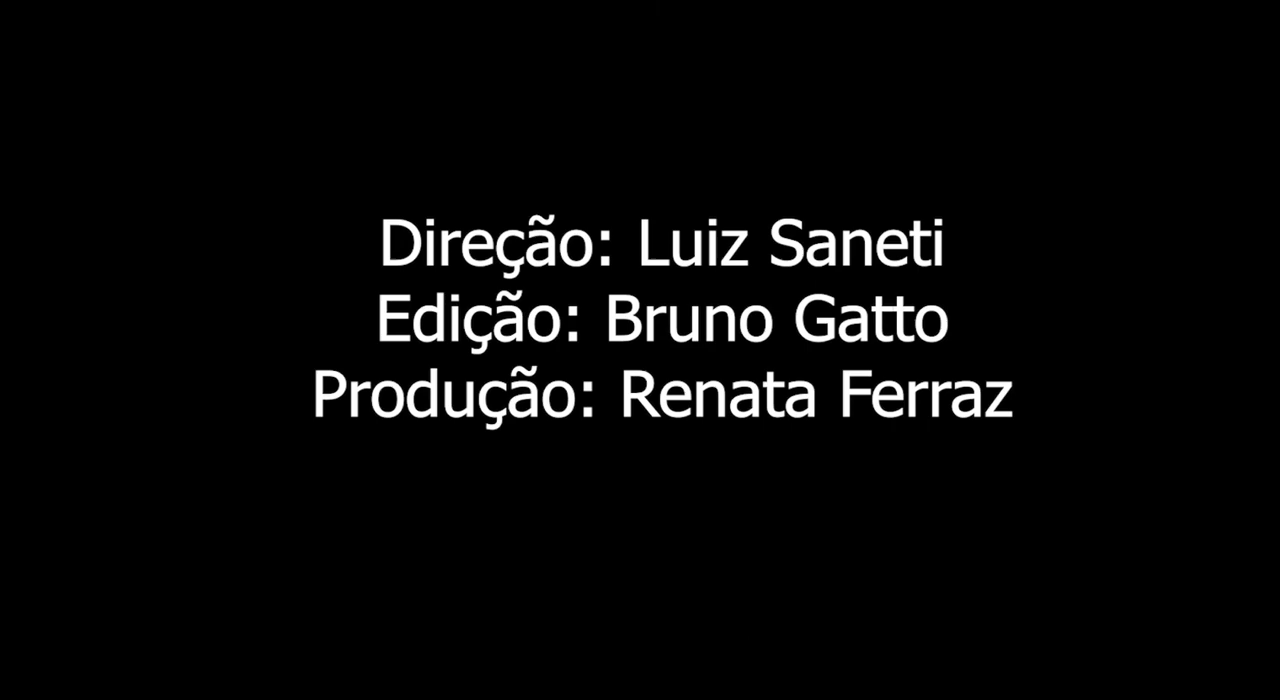 Direção: Luiz Saneti
Edição: Bruno Gatto
Produção: Renata Ferraz